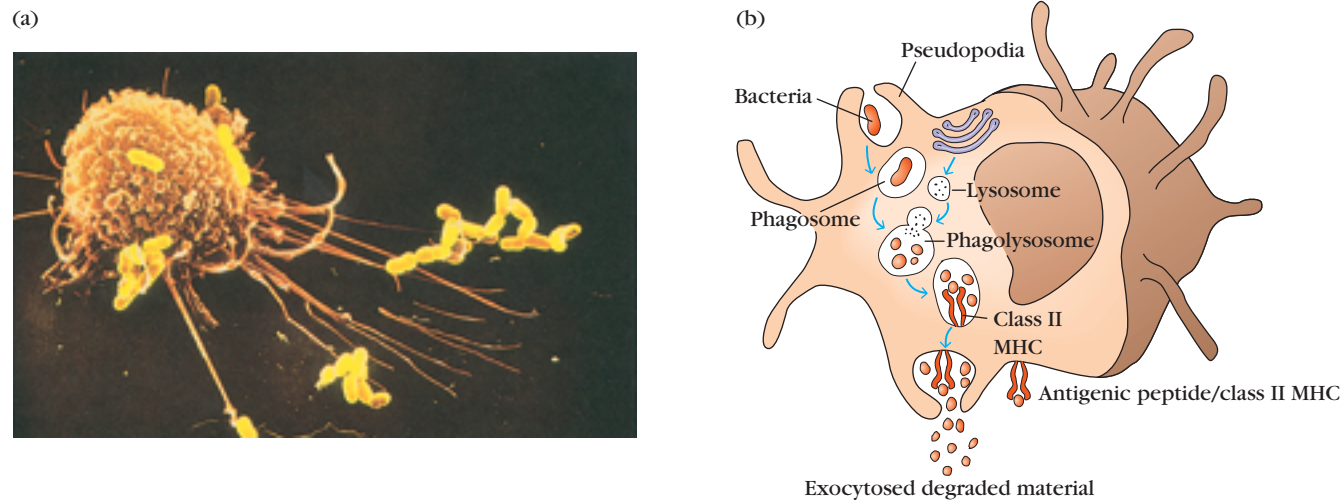 (a)
(b)
Pseudopodia
Bacteria
Lysosome
Phagosome
Phagolysosome
Class II
MHC
Antigenic peptide/class II MHC
Exocytosed degraded material